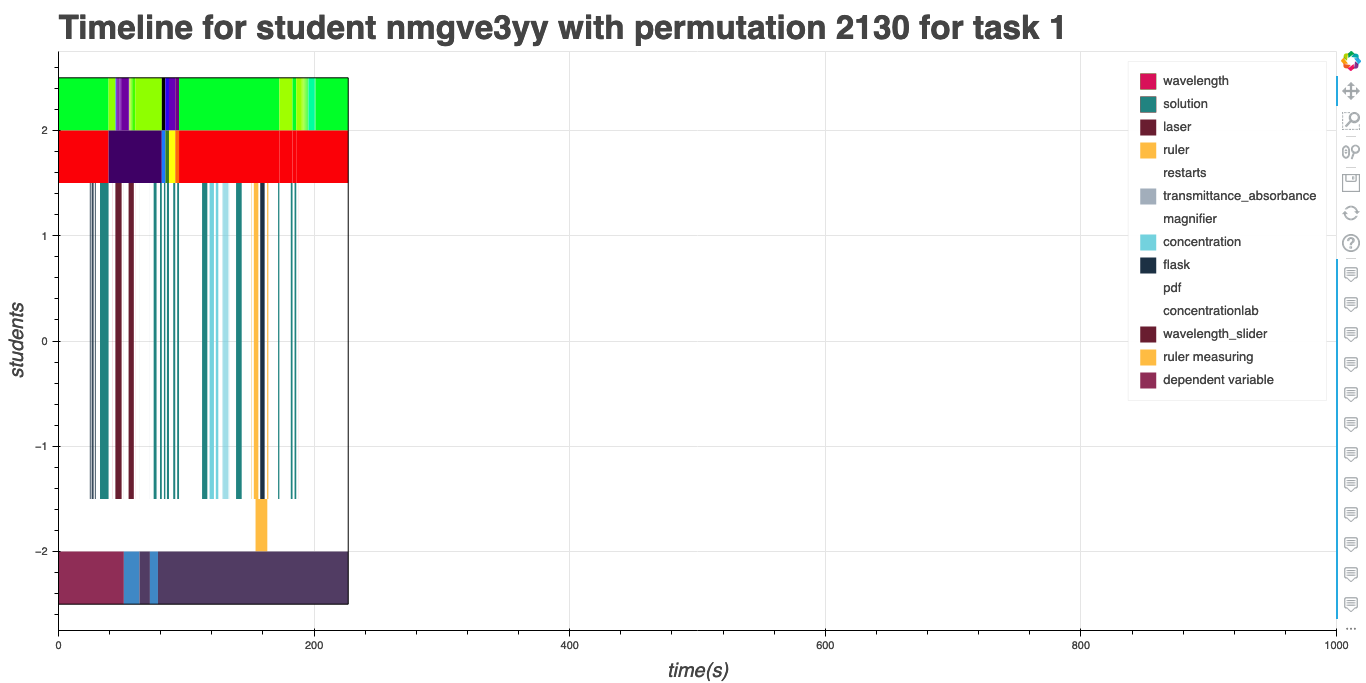 Timeline for student nmgve3yy with permutation 2130 for task 1
wavelength
solution
laser
ruler
restarts
transmittance_absorbance
magnifier
concentration
flask
pdf
concentrationlab
wavelength_slider
ruler measuring
dependent variable
students
2
1
0
−1
−2
0 200 400 600 800 1000
time(s)